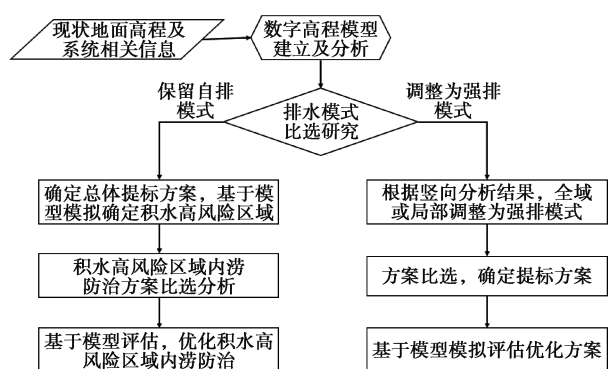 现状地面高程及
系统相关信息
数字高程模型
建立及分析
保留自排
模式
排水模式
比选研究
调整为强排
模式
确定总体提标方案，基于模
型模拟确定积水高风险区域
根据竖向分析结果，全域
或局部调整为强排模式
积水高风险区域内涝
防治方案比选分析
方案比选，确定提标方案
基于模型评估，优化积水高
风险区域内涝防治
基于模型模拟评估优化方案